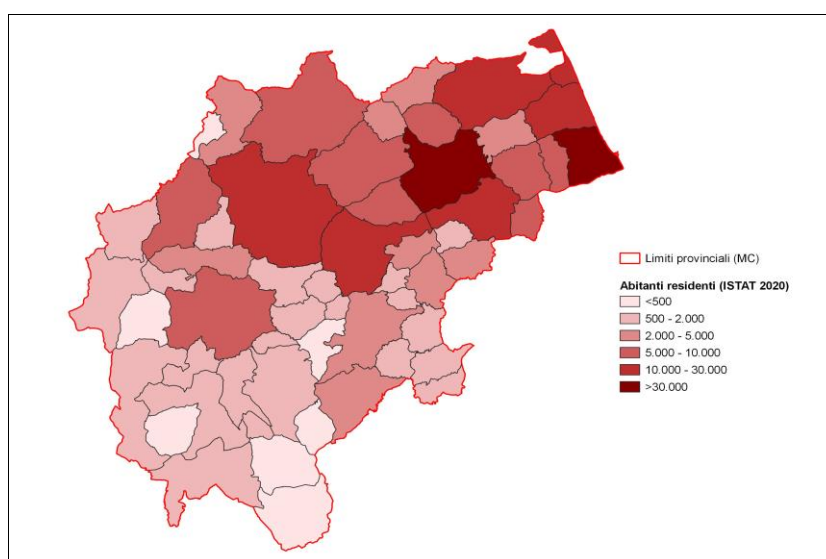 Limiti provinciali (MC)
Abitanti residenti (ISTAT 2020)
<500
500 - 2.000
2.000 - 5.000
5.000 - 10.000
10.000 - 30.000
>30.000